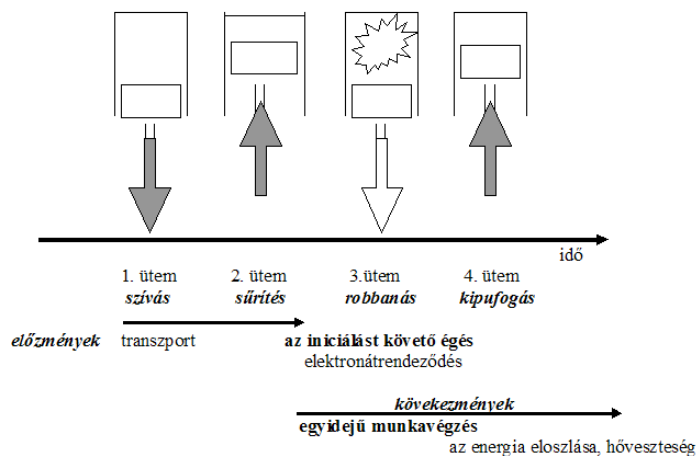 idő
1. ütem 2. ütem 3.ütem 4. ütem
szívás sűrítés robbanás kipufogás
előzmények transzport az iniciálást követő égés
elektronátrendeződés
kövekezmények
egyidejű munkavégzés
az energia eloszlása, hőveszteség